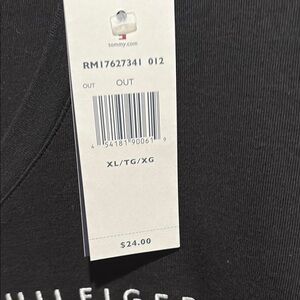 tommy.com
RM17627341 012
OUT OUT
4 54181 90061 9
XL/TG/XG
$24.00
HILFIGER